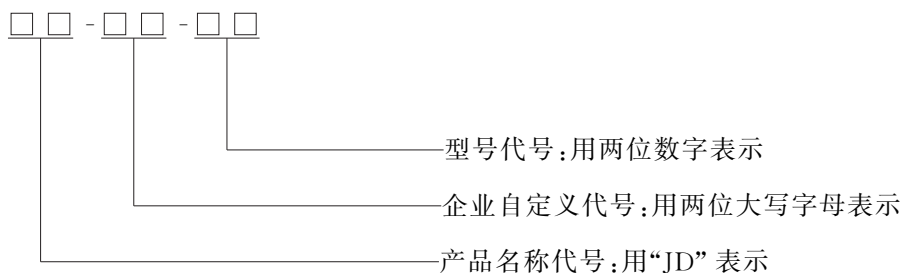 □□-□□-□□
型号代号:用两位数字表示
企业自定义代号:用两位大写字母表示
产品名称代号:用“JD”表示